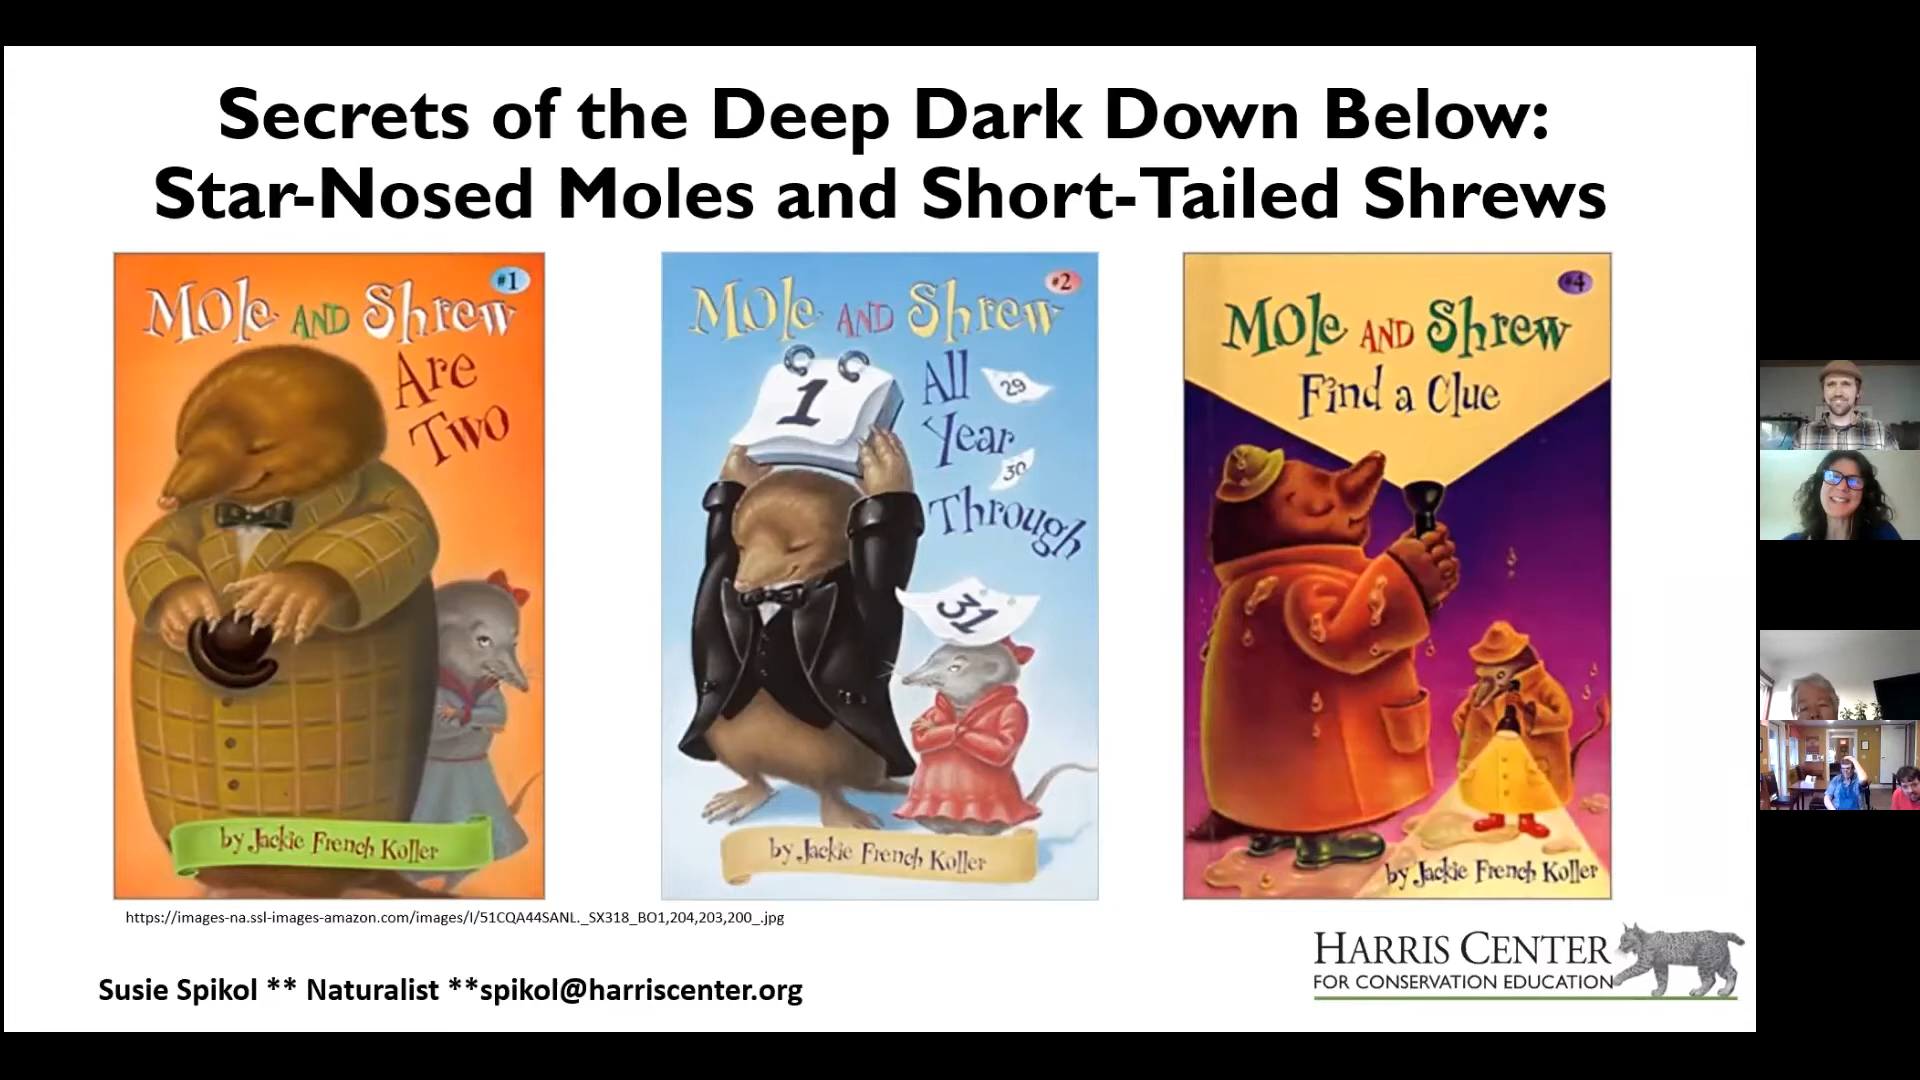 Secrets of the Deep Dark Down Below:
Star-Nosed Moles and Short-Tailed Shrews
#1
Mole AND Shrew
Are
Two
by Jackie French Koller
#2
Mole AND Shrew
All
Year
Through
1
29
30
31
by Jackie French Koller
#4
Mole AND Shrew
Find a Clue
by Jackie French Koller
https://images-na.ssl-images-amazon.com/images/I/51CQA44SANL._SX318_BO1,204,203,200_.jpg
HARRIS CENTER
FOR CONSERVATION EDUCATION
Susie Spikol ** Naturalist **spikol@harriscenter.org